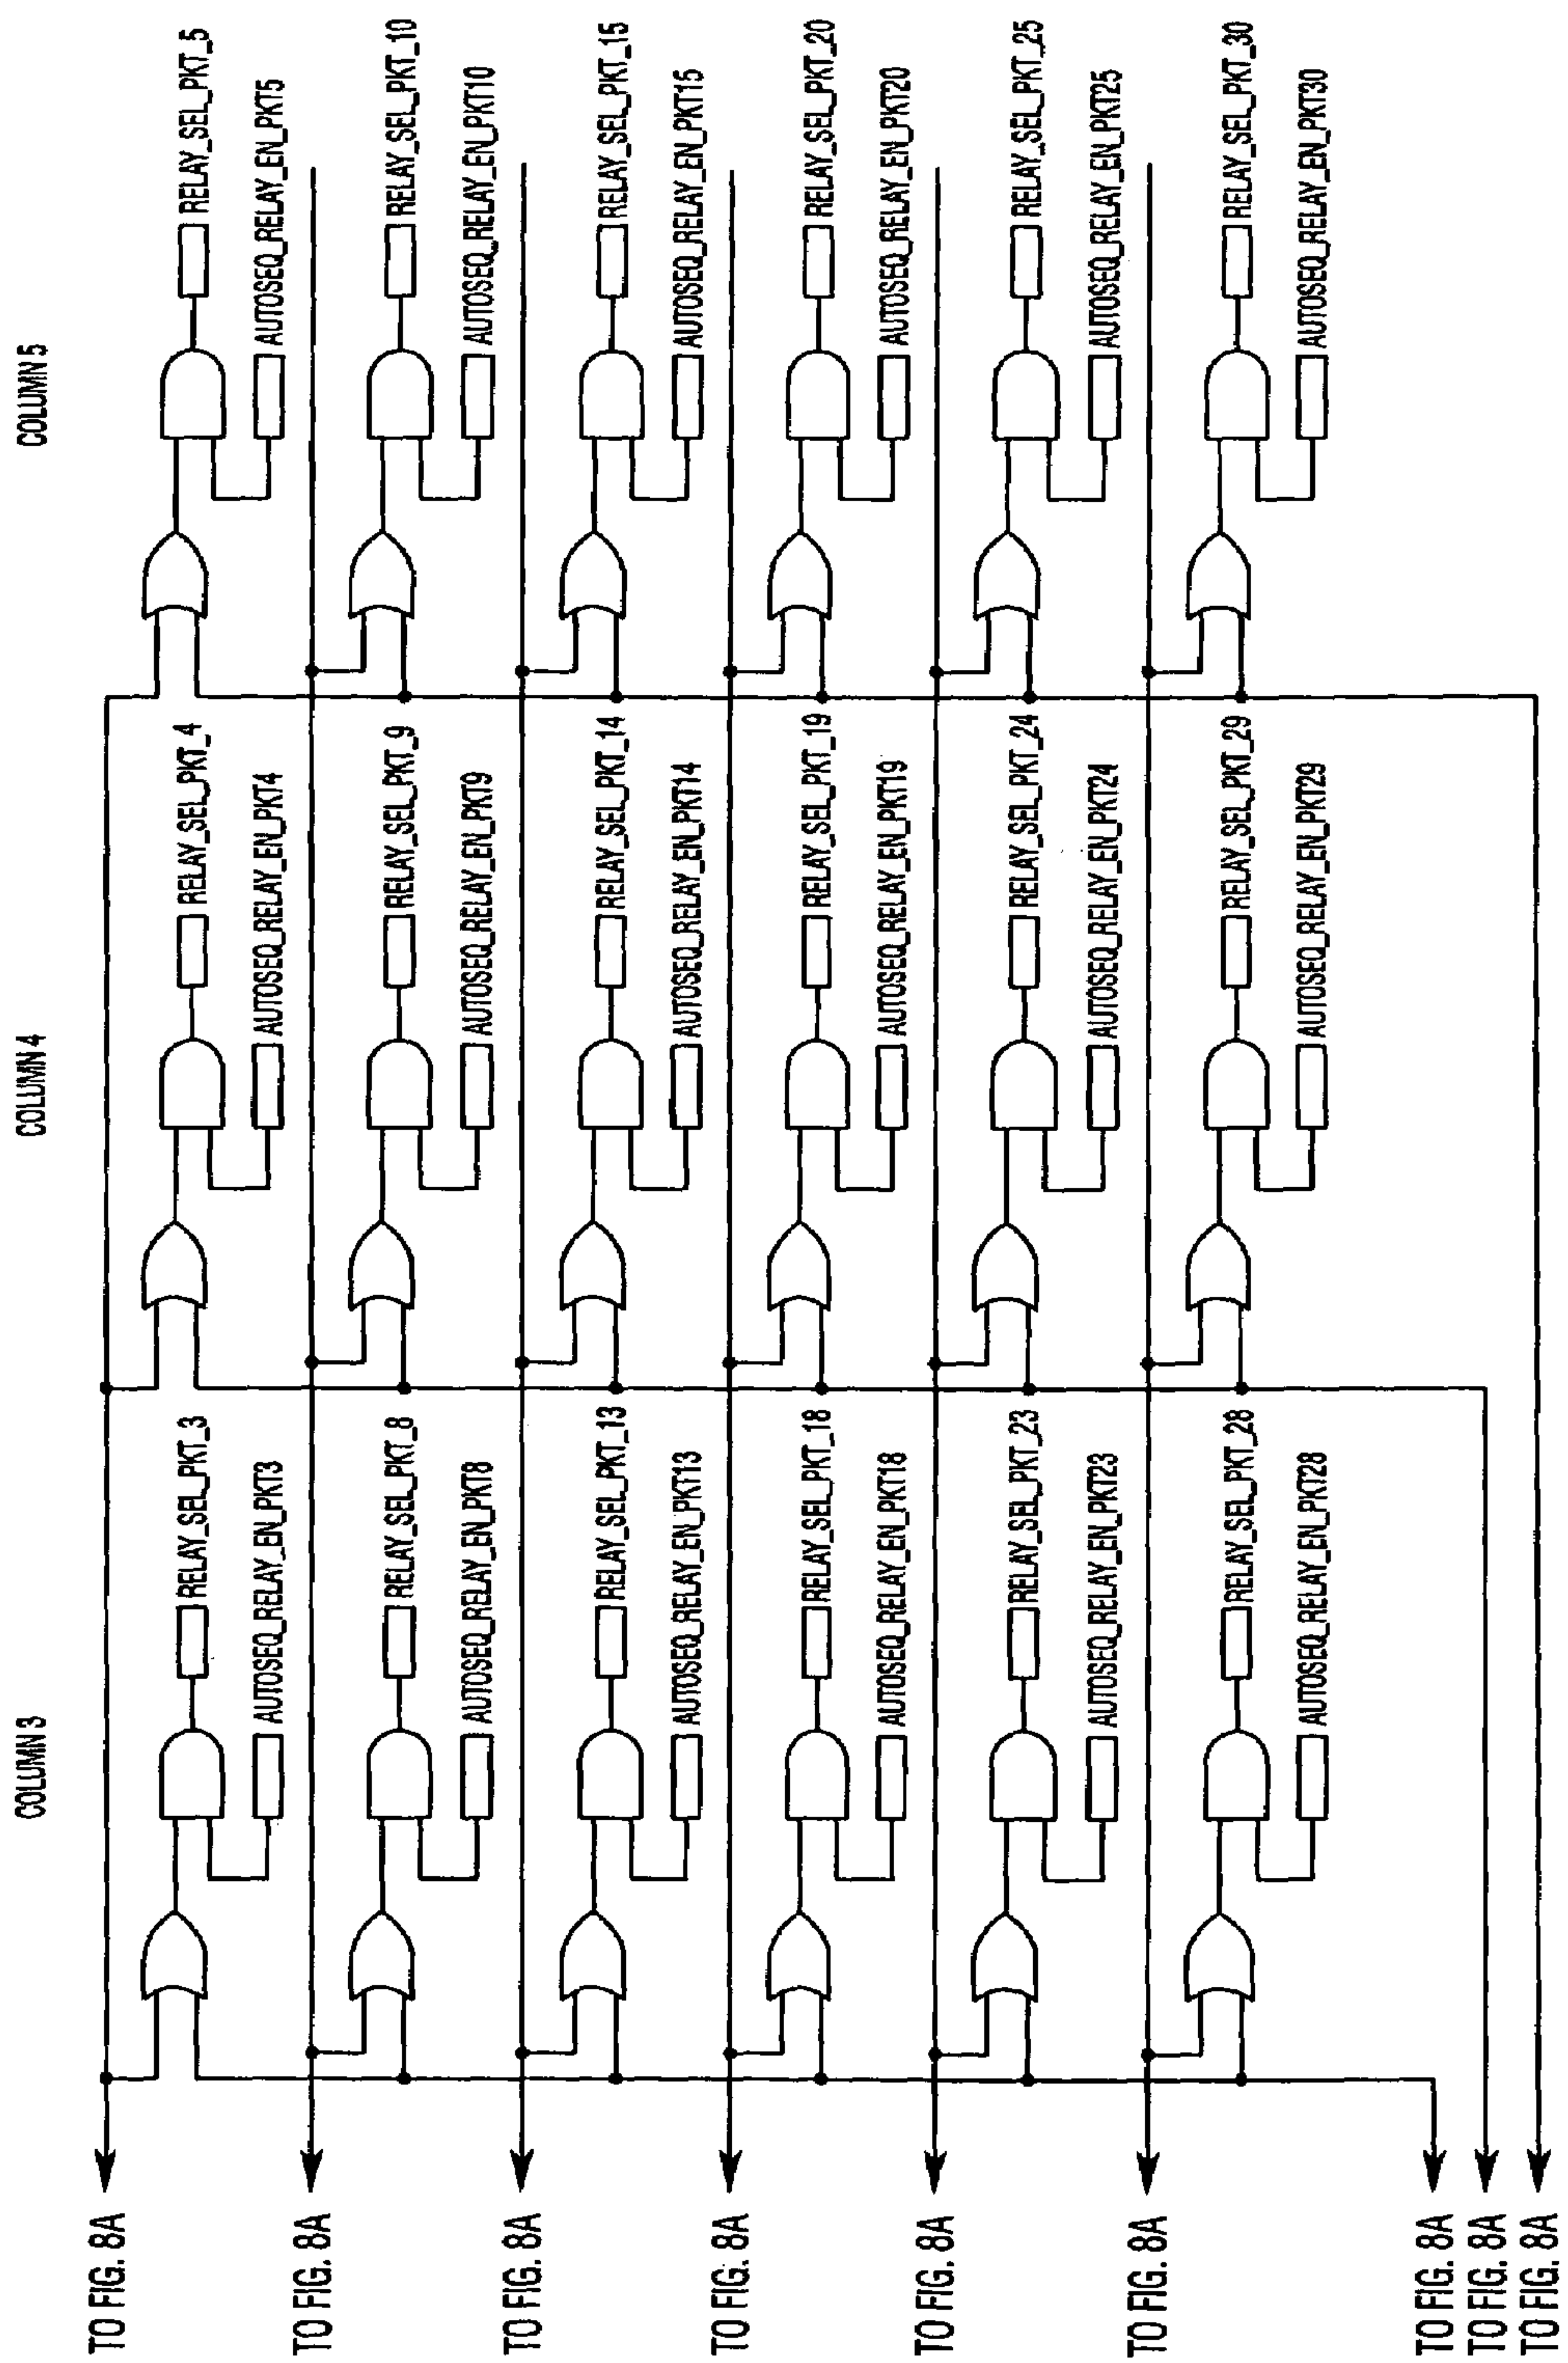 COLUMN 3
COLUMN 4
COLUMN 5
RELAY_SEL_PKT_3
RELAY_SEL_PKT_4
RELAY_SEL_PKT_5
AUTOSEQ_RELAY_EN_PKT3
AUTOSEQ_RELAY_EN_PKT4
AUTOSEQ_RELAY_EN_PKT5
TO FIG. 8A
RELAY_SEL_PKT_8
RELAY_SEL_PKT_9
RELAY_SEL_PKT_10
AUTOSEQ_RELAY_EN_PKT8
AUTOSEQ_RELAY_EN_PKT9
AUTOSEQ_RELAY_EN_PKT10
TO FIG. 8A
RELAY_SEL_PKT_13
RELAY_SEL_PKT_14
RELAY_SEL_PKT_15
AUTOSEQ_RELAY_EN_PKT13
AUTOSEQ_RELAY_EN_PKT14
AUTOSEQ_RELAY_EN_PKT15
TO FIG. 8A
RELAY_SEL_PKT_18
RELAY_SEL_PKT_19
RELAY_SEL_PKT_20
AUTOSEQ_RELAY_EN_PKT18
AUTOSEQ_RELAY_EN_PKT19
AUTOSEQ_RELAY_EN_PKT20
TO FIG. 8A
RELAY_SEL_PKT_23
RELAY_SEL_PKT_24
RELAY_SEL_PKT_25
AUTOSEQ_RELAY_EN_PKT23
AUTOSEQ_RELAY_EN_PKT24
AUTOSEQ_RELAY_EN_PKT25
TO FIG. 8A
RELAY_SEL_PKT_28
RELAY_SEL_PKT_29
RELAY_SEL_PKT_30
AUTOSEQ_RELAY_EN_PKT28
AUTOSEQ_RELAY_EN_PKT29
AUTOSEQ_RELAY_EN_PKT30
TO FIG. 8A
TO FIG. 8A
TO FIG. 8A
TO FIG. 8A